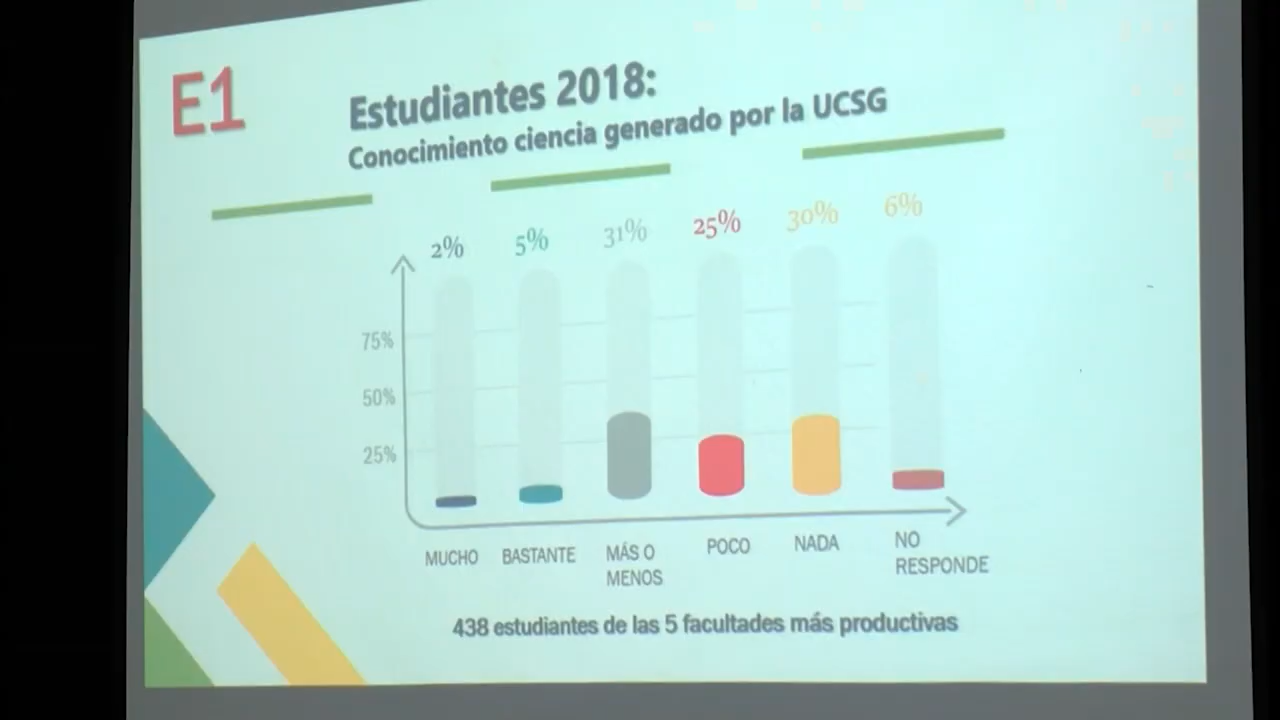 E1
Estudiantes 2018:
Conocimiento ciencia generado por la UCSG
2% 5% 31% 25% 30% 6%
75%
50%
25%
MUCHO BASTANTE MÁS O MENOS POCO NADA NO RESPONDE
438 estudiantes de las 5 facultades más productivas